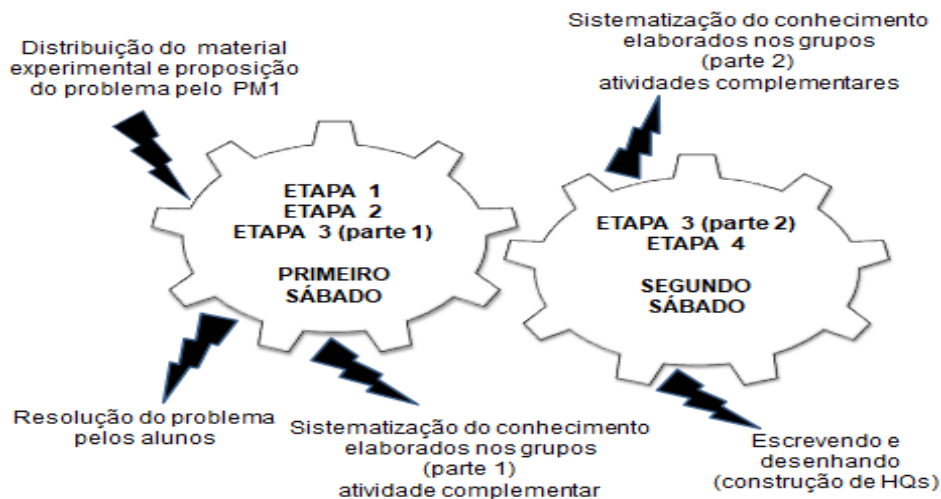 Distribuição do material
experimental e proposição
do problema pelo PM1
Sistematização do conhecimento
elaborados nos grupos
(parte 2)
atividades complementares
ETAPA 1
ETAPA 2
ETAPA 3 (parte 1)
PRIMEIRO
SÁBADO
ETAPA 3 (parte 2)
ETAPA 4
SEGUNDO
SÁBADO
Resolução do problema
pelos alunos
Sistematização do conhecimento
elaborados nos grupos
(parte 1)
atividade complementar
Escrevendo e
desenhando
(construção de HQs)